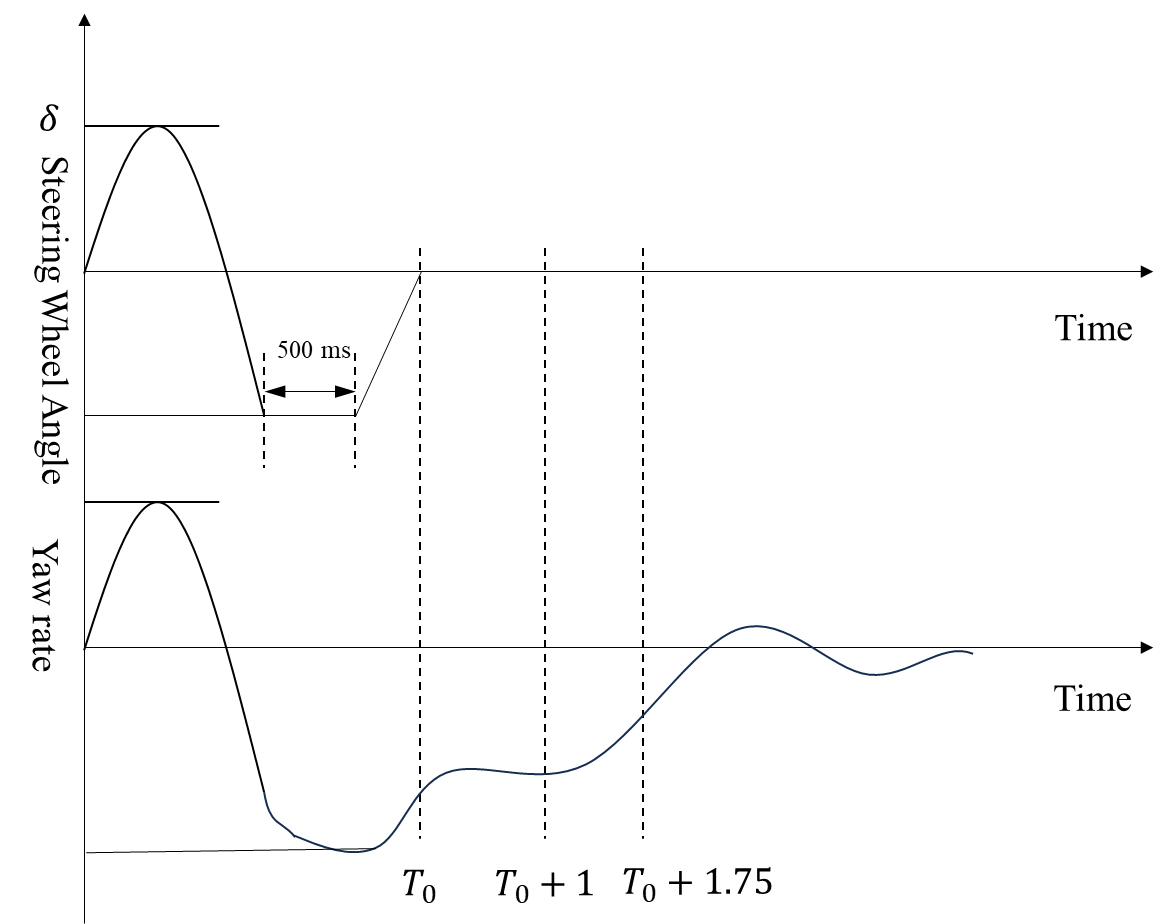 δ
Steering Wheel Angle
500 ms
Time
Yaw rate
Time
T₀
T₀ + 1
T₀ + 1.75